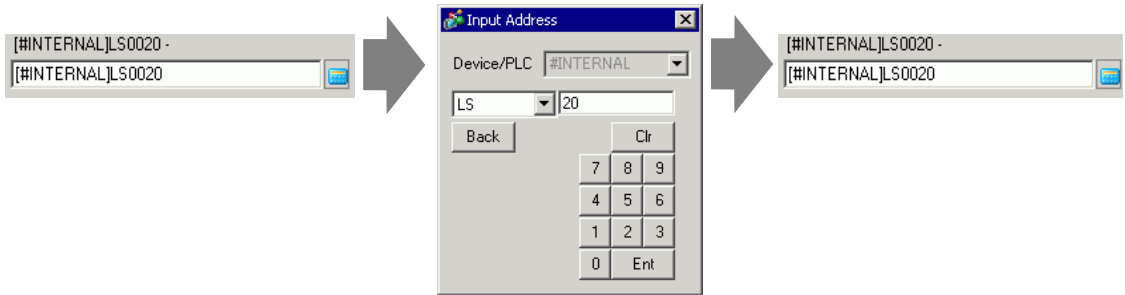 [#INTERNAL]LS0020 -
[#INTERNAL]LS0020
Input Address
Device/PLC #INTERNAL
LS 20
Back Clr
7 8 9
4 5 6
1 2 3
0 Ent
[#INTERNAL]LS0020 -
[#INTERNAL]LS0020